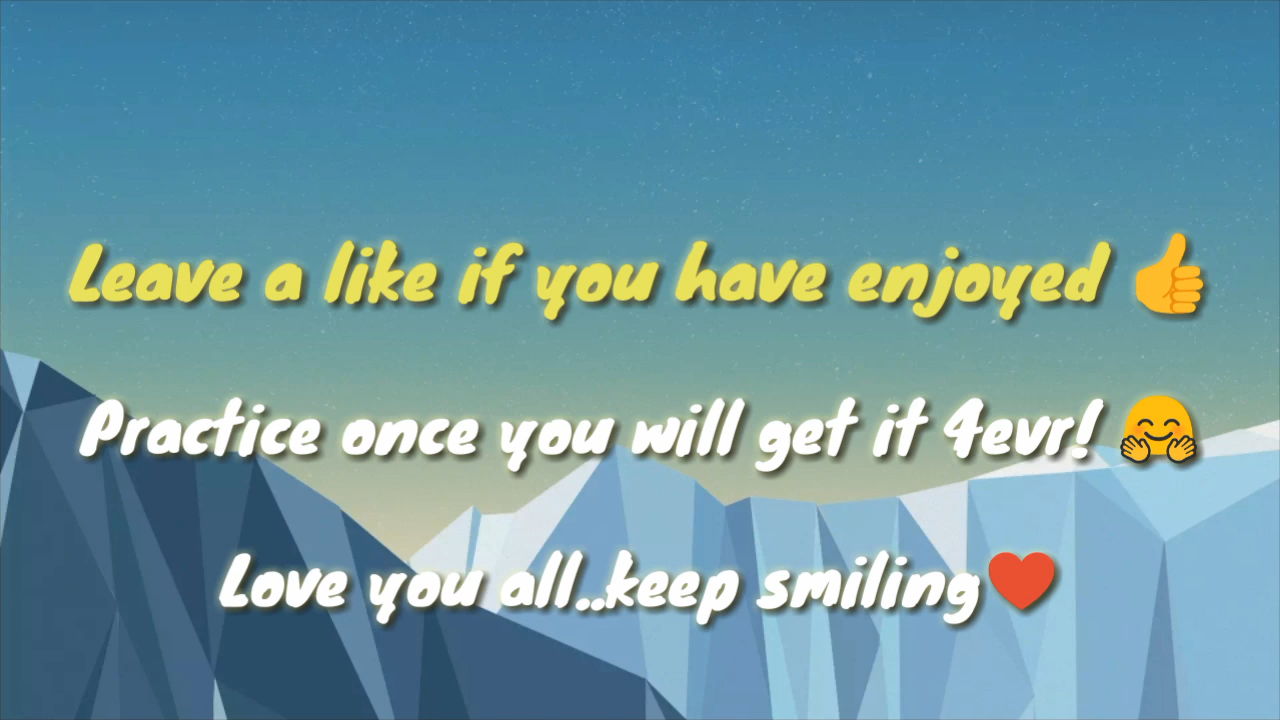 Leave a like if you have enjoyed 👍
Practice once you will get it 4evr! 🤗
Love you all..keep smiling❤️